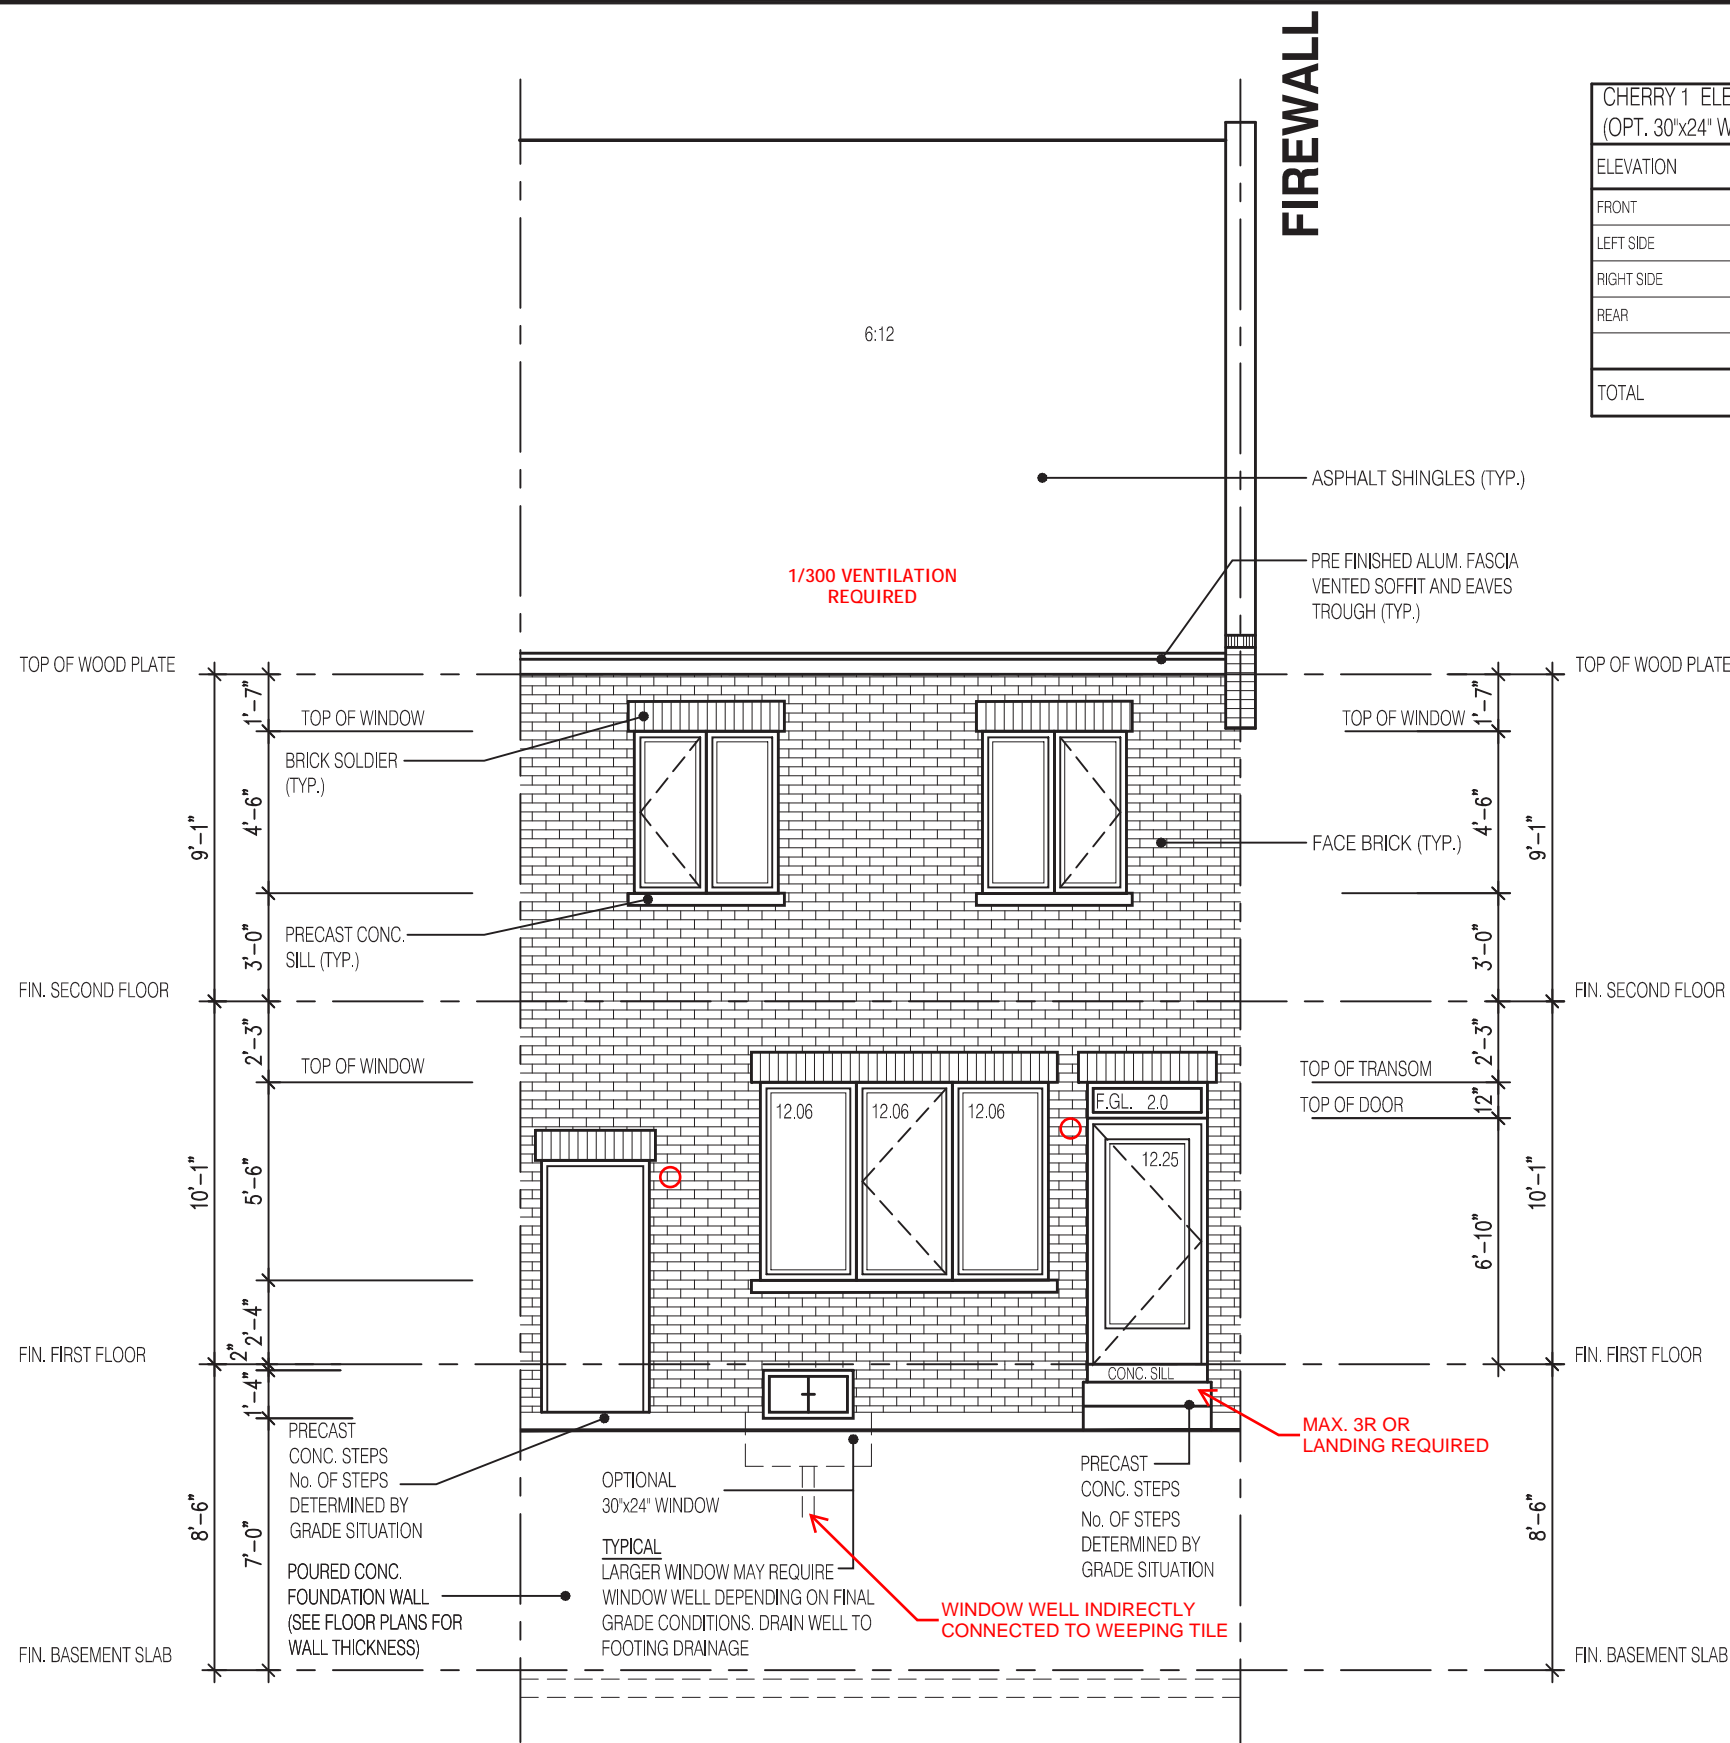 FIREWALL
CHERRY 1 ELE
(OPT. 30"x24" W
ELEVATION
FRONT
LEFT SIDE
RIGHT SIDE
REAR
TOTAL
6:12
ASPHALT SHINGLES (TYP.)
1/300 VENTILATION
REQUIRED
PRE FINISHED ALUM. FASCIA
VENTED SOFFIT AND EAVES
TROUGH (TYP.)
TOP OF WOOD PLATE
TOP OF WOOD PLATE
1'-7"
TOP OF WINDOW
TOP OF WINDOW
1'-7"
BRICK SOLDIER
(TYP.)
9'-1"
4'-6"
4'-6"
9'-1"
FACE BRICK (TYP.)
3'-0"
PRECAST CONC.
SILL (TYP.)
3'-0"
FIN. SECOND FLOOR
FIN. SECOND FLOOR
2'-3"
TOP OF WINDOW
TOP OF TRANSOM
2'-3"
TOP OF DOOR
12"
12.06
12.06
12.06
F.GL. 2.0
12.25
10'-1"
5'-6"
6'-10"
10'-1"
2'-4"
2"
FIN. FIRST FLOOR
FIN. FIRST FLOOR
1'-4"
CONC. SILL
PRECAST
CONC. STEPS
No. OF STEPS
DETERMINED BY
GRADE SITUATION
MAX. 3R OR
LANDING REQUIRED
OPTIONAL
30"x24" WINDOW
PRECAST
CONC. STEPS
No. OF STEPS
DETERMINED BY
GRADE SITUATION
8'-6"
7'-0"
8'-6"
POURED CONC.
FOUNDATION WALL
(SEE FLOOR PLANS FOR
WALL THICKNESS)
TYPICAL
LARGER WINDOW MAY REQUIRE
WINDOW WELL DEPENDING ON FINAL
GRADE CONDITIONS. DRAIN WELL TO
FOOTING DRAINAGE
WINDOW WELL INDIRECTLY
CONNECTED TO WEEPING TILE
FIN. BASEMENT SLAB
FIN. BASEMENT SLAB